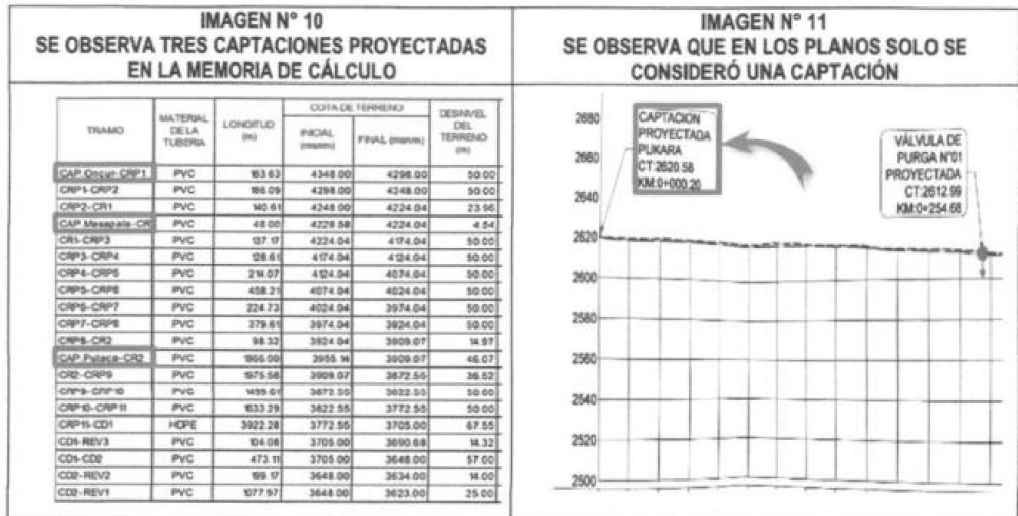 IMAGEN N° 10
SE OBSERVA TRES CAPTACIONES PROYECTADAS
EN LA MEMORIA DE CÁLCULO
TRAMO MATERIAL DE LA TUBERIA LONGITUD (m) COTA DE TERRENO INICIAL (msnm) FINAL (msnm) DESNIVEL DEL TERRENO (m)
CAP.Oncur-CRP1 PVC 163.63 4348.00 4298.00 50.00
CRP1-CRP2 PVC 186.09 4298.00 4248.00 50.00
CRP2-CR1 PVC 140.61 4248.00 4224.04 23.96
CAP.Mesapata-CR PVC 48.00 4228.58 4224.04 4.54
CR1-CRP3 PVC 137.17 4224.04 4174.04 50.00
CRP3-CRP4 PVC 128.61 4174.04 4124.04 50.00
CRP4-CRP5 PVC 214.07 4124.04 4074.04 50.00
CRP5-CRP6 PVC 458.21 4074.04 4024.04 50.00
CRP6-CRP7 PVC 224.73 4024.04 3974.04 50.00
CRP7-CRP8 PVC 379.61 3974.04 3924.04 50.00
CRP8-CR2 PVC 98.32 3924.04 3909.07 14.97
CAP.Putaca-CR2 PVC 1966.00 3955.14 3909.07 46.07
CR2-CRP9 PVC 1975.58 3909.07 3872.55 36.52
CRP9-CRP10 PVC 1499.61 3872.55 3822.55 50.00
CRP10-CRP11 PVC 1633.29 3822.55 3772.55 50.00
CRP11-CD1 HDPE 3922.28 3772.55 3705.00 67.55
CD1-REV3 PVC 104.08 3705.00 3690.68 14.32
CD1-CD2 PVC 473.11 3705.00 3648.00 57.00
CD2-REV2 PVC 199.17 3648.00 3634.00 14.00
CD2-REV1 PVC 1077.97 3648.00 3623.00 25.00
IMAGEN N° 11
SE OBSERVA QUE EN LOS PLANOS SOLO SE
CONSIDERÓ UNA CAPTACIÓN
CAPTACION
PROYECTADA
PUKARA
CT:2620.58
KM:0+000.20
VÁLVULA DE
PURGA N°01
PROYECTADA
CT:2612.99
KM:0+254.68
2680
2660
2640
2620
2600
2580
2560
2540
2520
2500